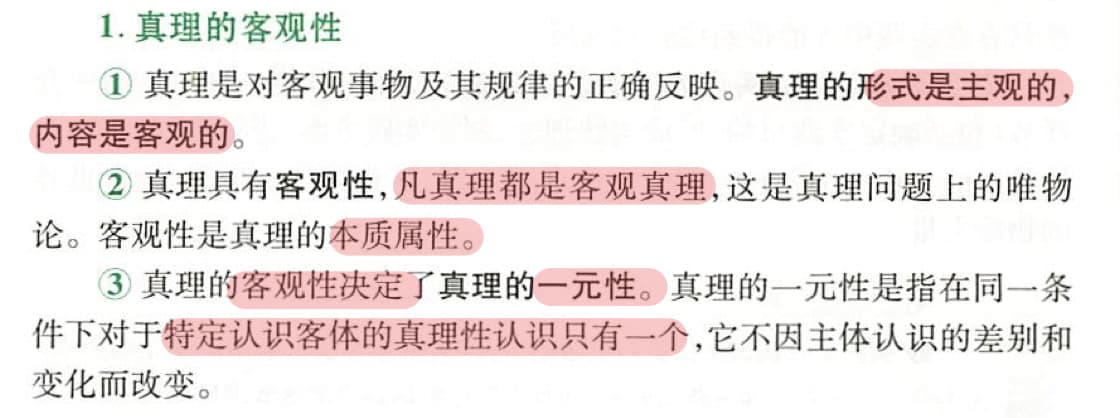 1. 真理的客观性
① 真理是对客观事物及其规律的正确反映。真理的形式是主观的,
内容是客观的。
② 真理具有客观性,凡真理都是客观真理,这是真理问题上的唯物
论。客观性是真理的本质属性。
③ 真理的客观性决定了真理的一元性。真理的一元性是指在同一条
件下对于特定认识客体的真理性认识只有一个,它不因主体认识的差别和
变化而改变。